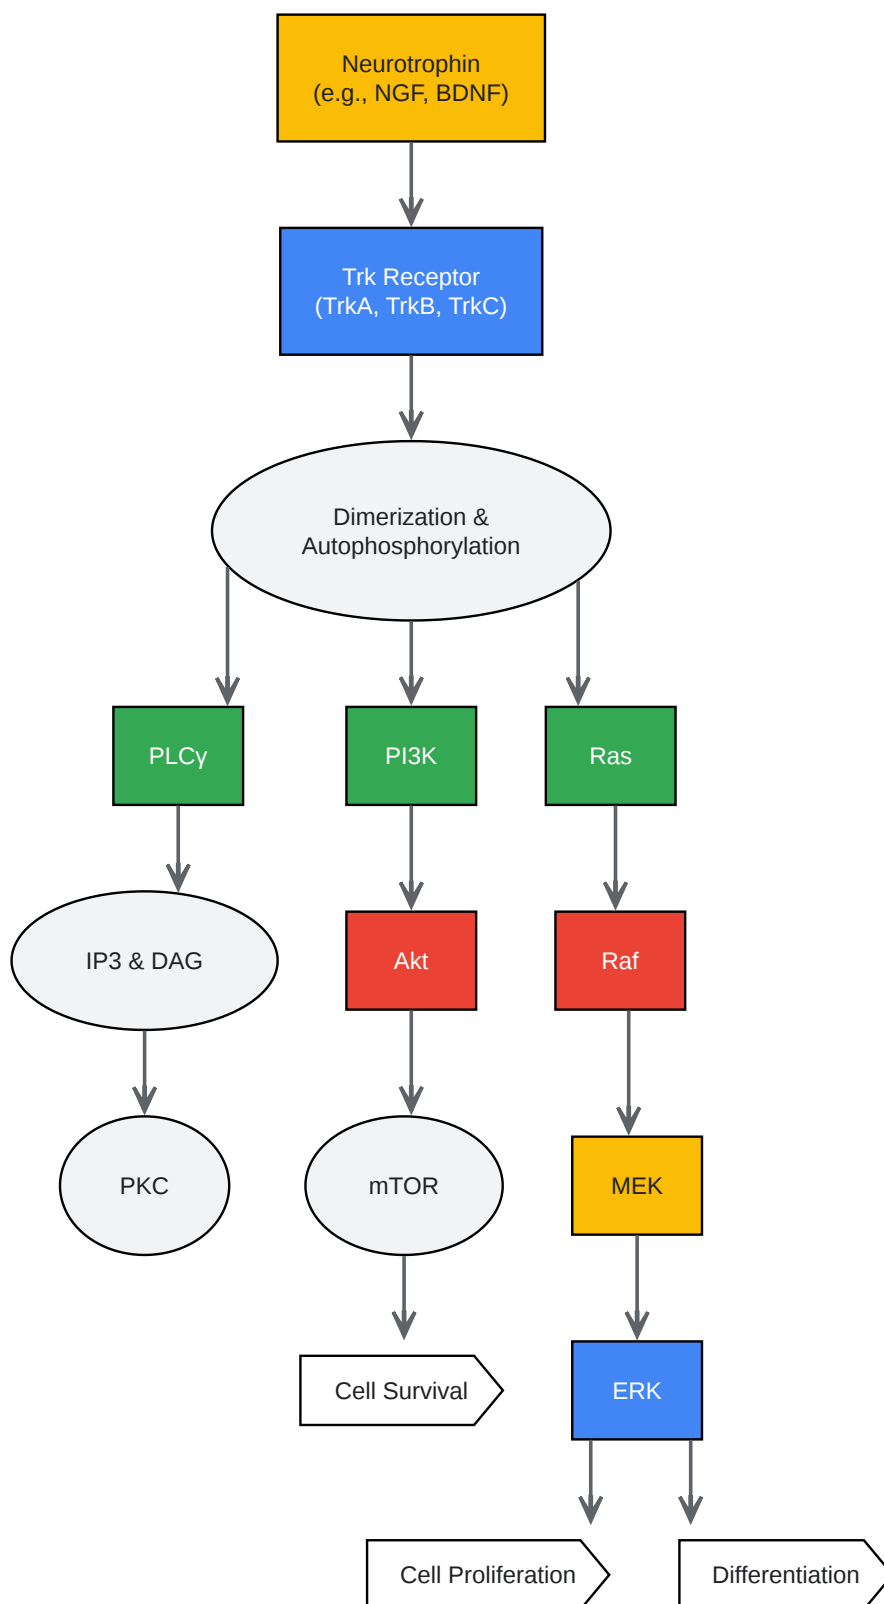 Neurotrophin
(e.g., NGF, BDNF)
Trk Receptor
(TrkA, TrkB, TrkC)
Dimerization &
Autophosphorylation
PLCγ
PI3K
Ras
IP3 & DAG
Akt
Raf
PKC
mTOR
MEK
Cell Survival
ERK
Cell Proliferation
Differentiation